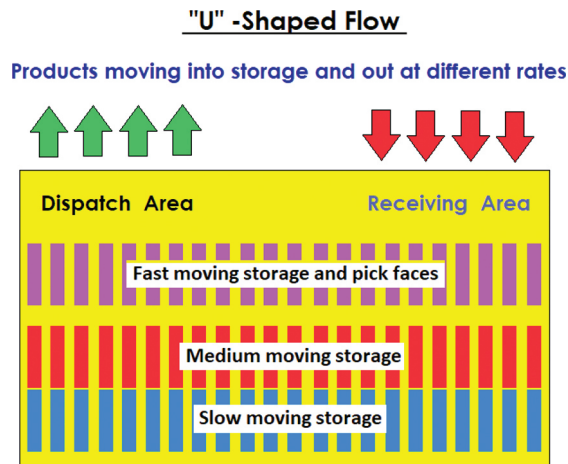 "U" -Shaped Flow
Products moving into storage and out at different rates
Dispatch Area
Receiving Area
Fast moving storage and pick faces
Medium moving storage
Slow moving storage